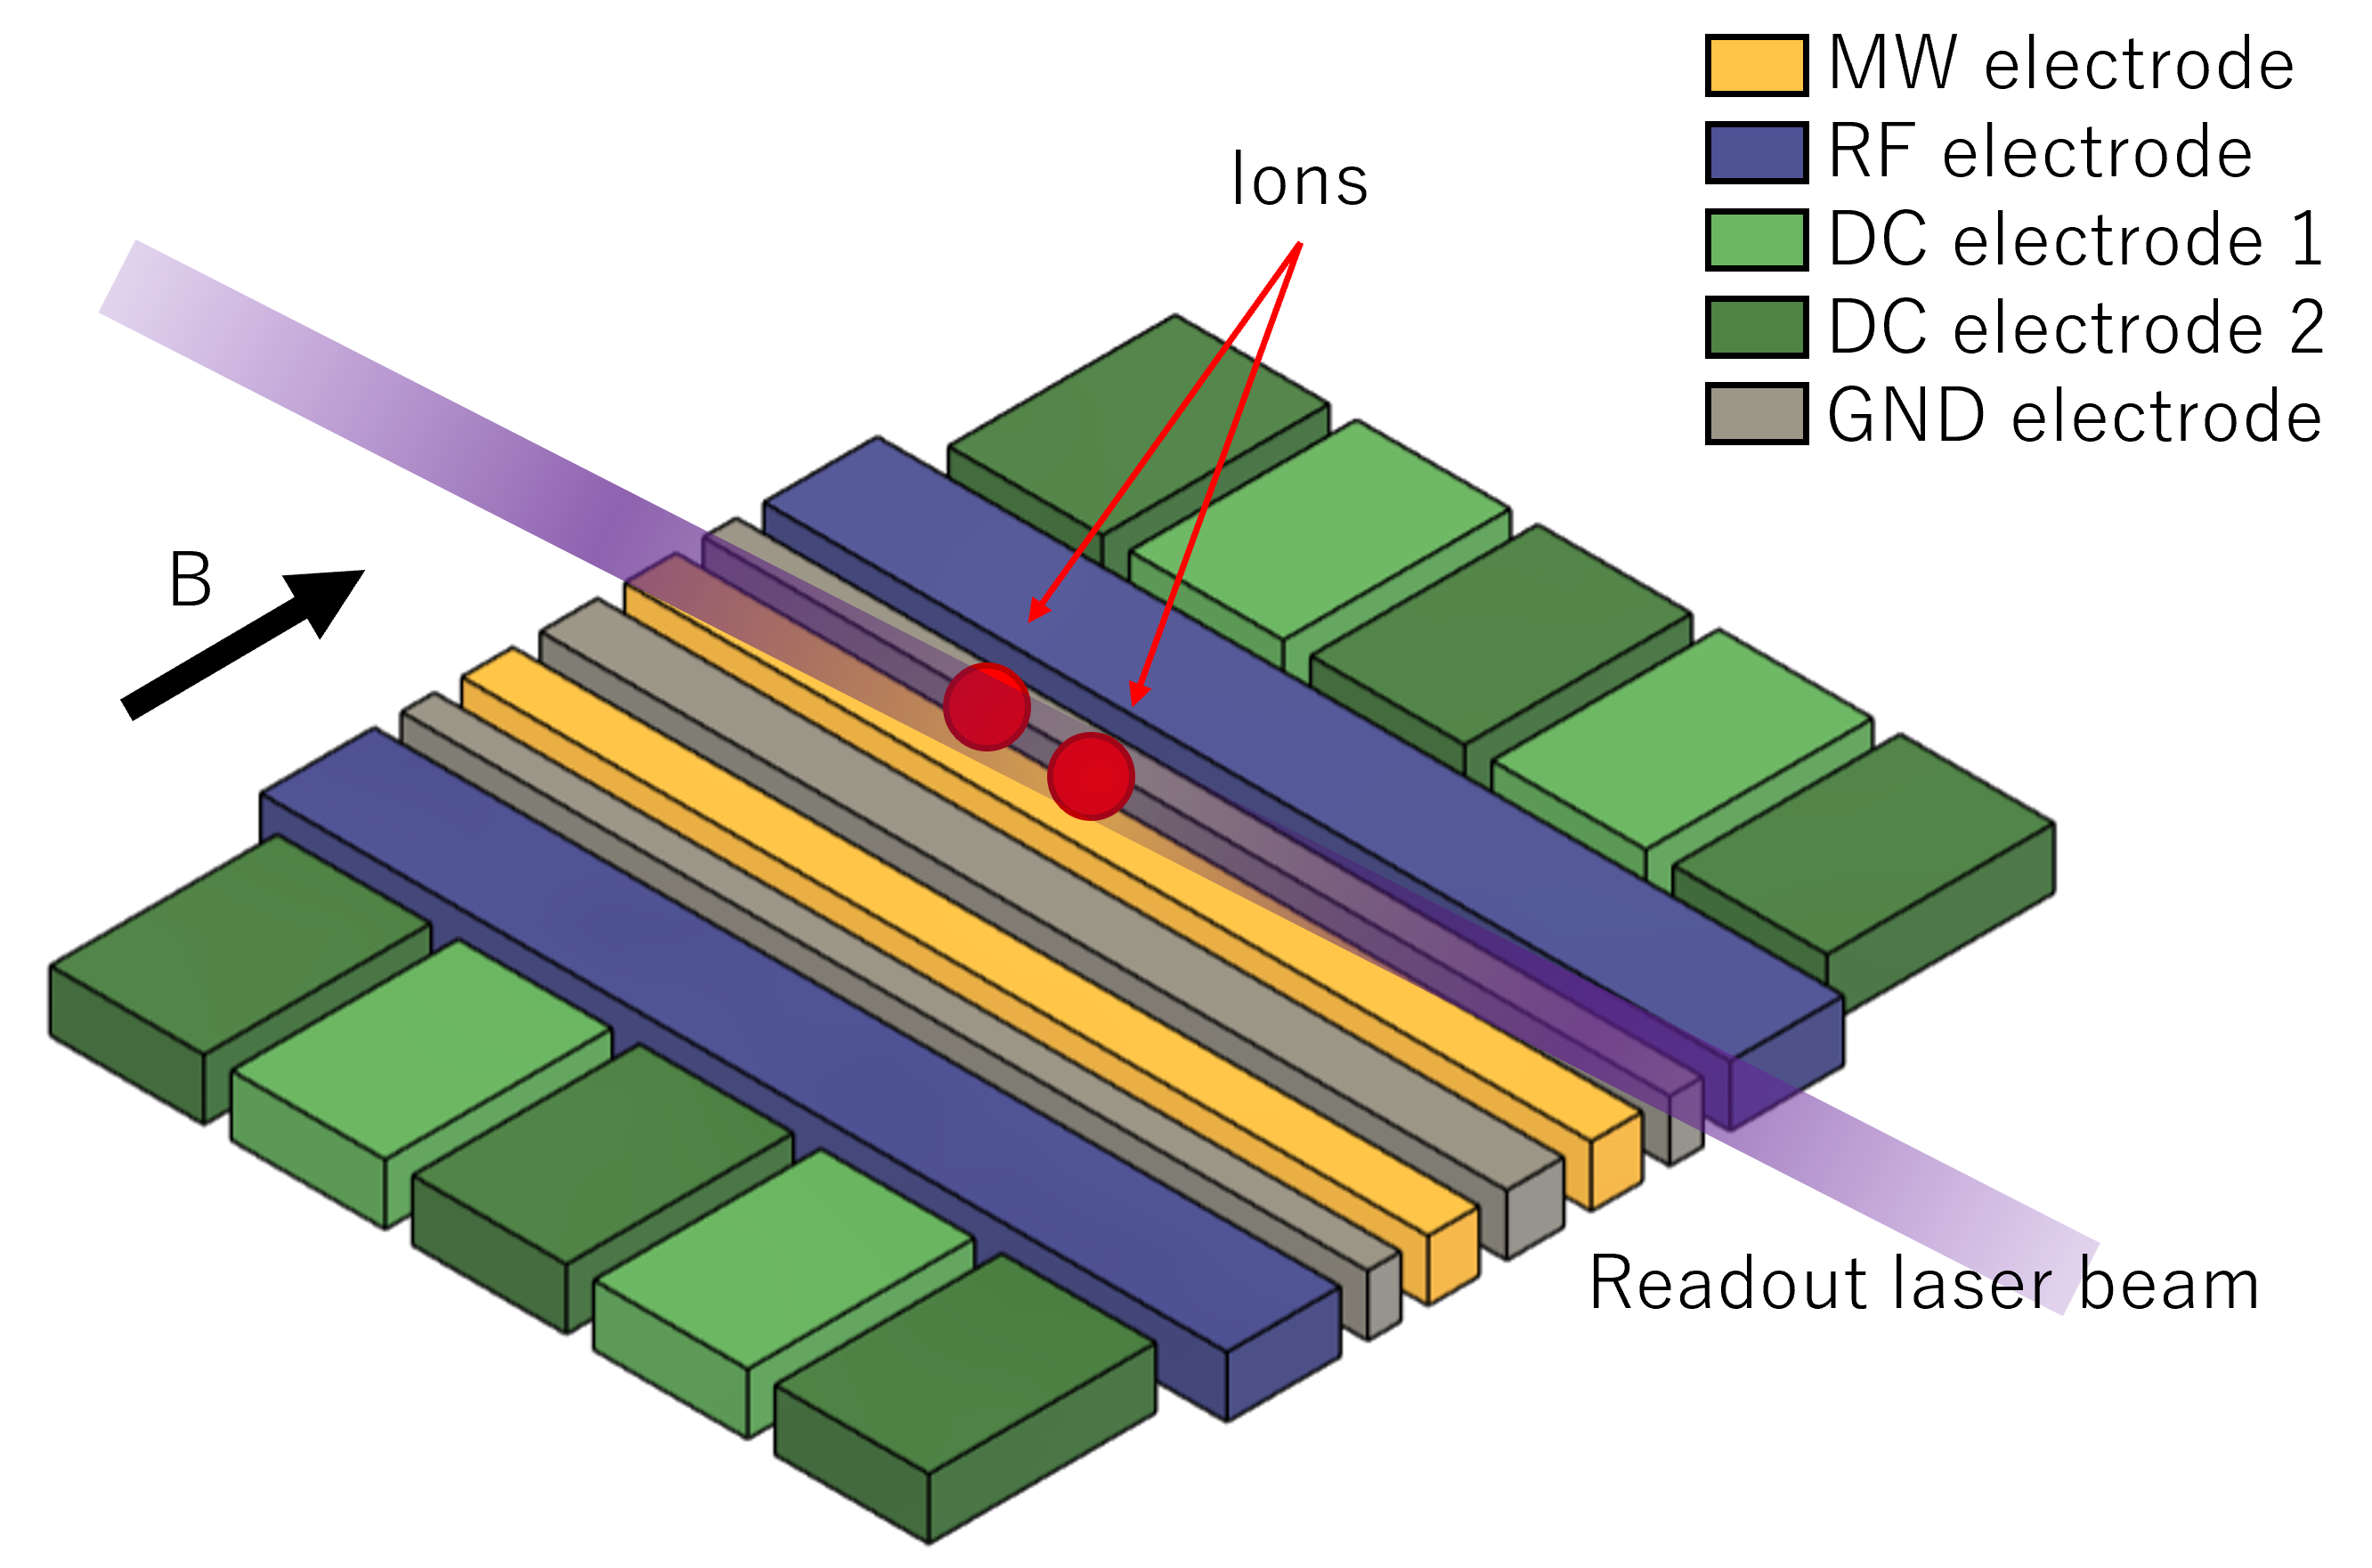 MW electrode
RF electrode
DC electrode 1
DC electrode 2
GND electrode
Ions
B
Readout laser beam